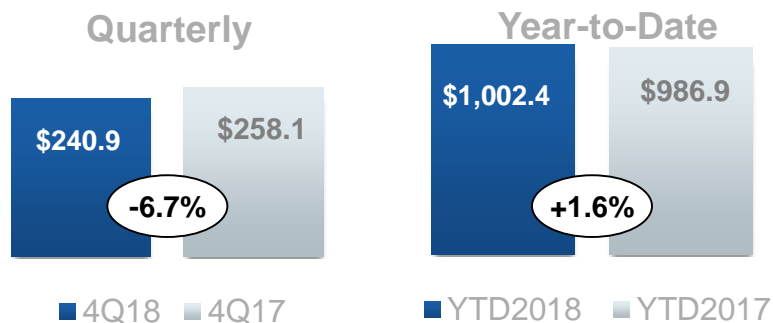 Quarterly
$240.9
$258.1
-6.7%
4Q18 4Q17
Year-to-Date
$1,002.4
$986.9
+1.6%
YTD2018 YTD2017